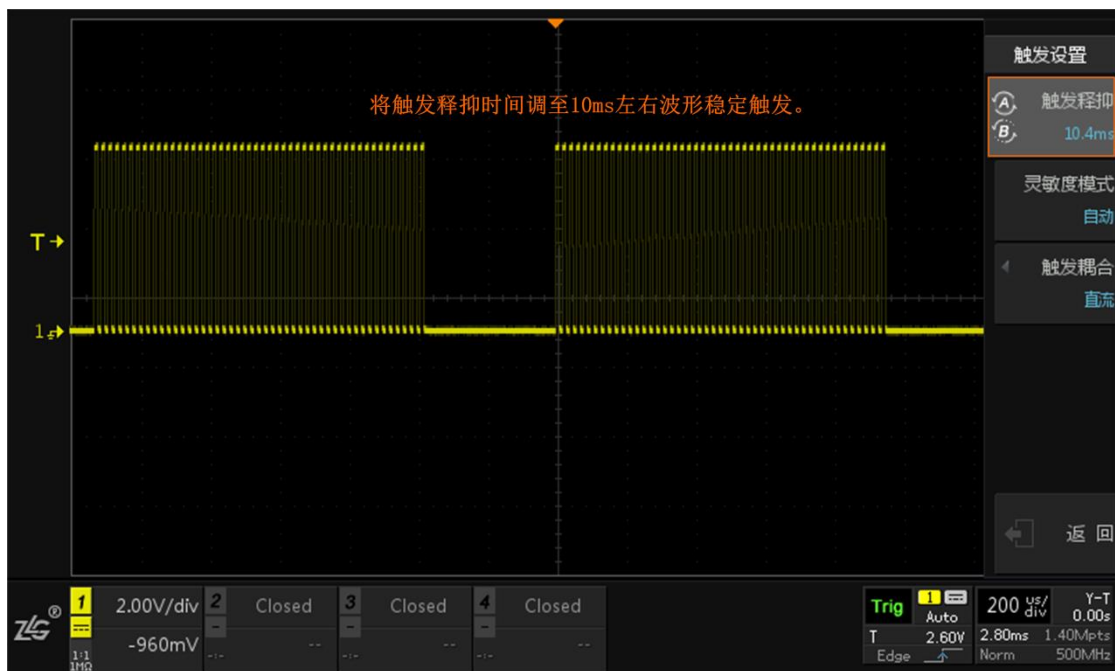 触发设置
将触发释抑时间调至10ms左右波形稳定触发。
A 触发释抑
B 10.4ms
灵敏度模式
自动
T
触发耦合
直流
1
返 回
ZLG®
1 2.00V/div
-960mV
1:1
1MΩ
2 Closed
--
-:-
3 Closed
--
-:-
4 Closed
--
-:-
Trig 1
Auto
T 2.60V
Edge
200 us/div Y-T
0.00s
2.80ms 1.40Mpts
Norm 500MHz